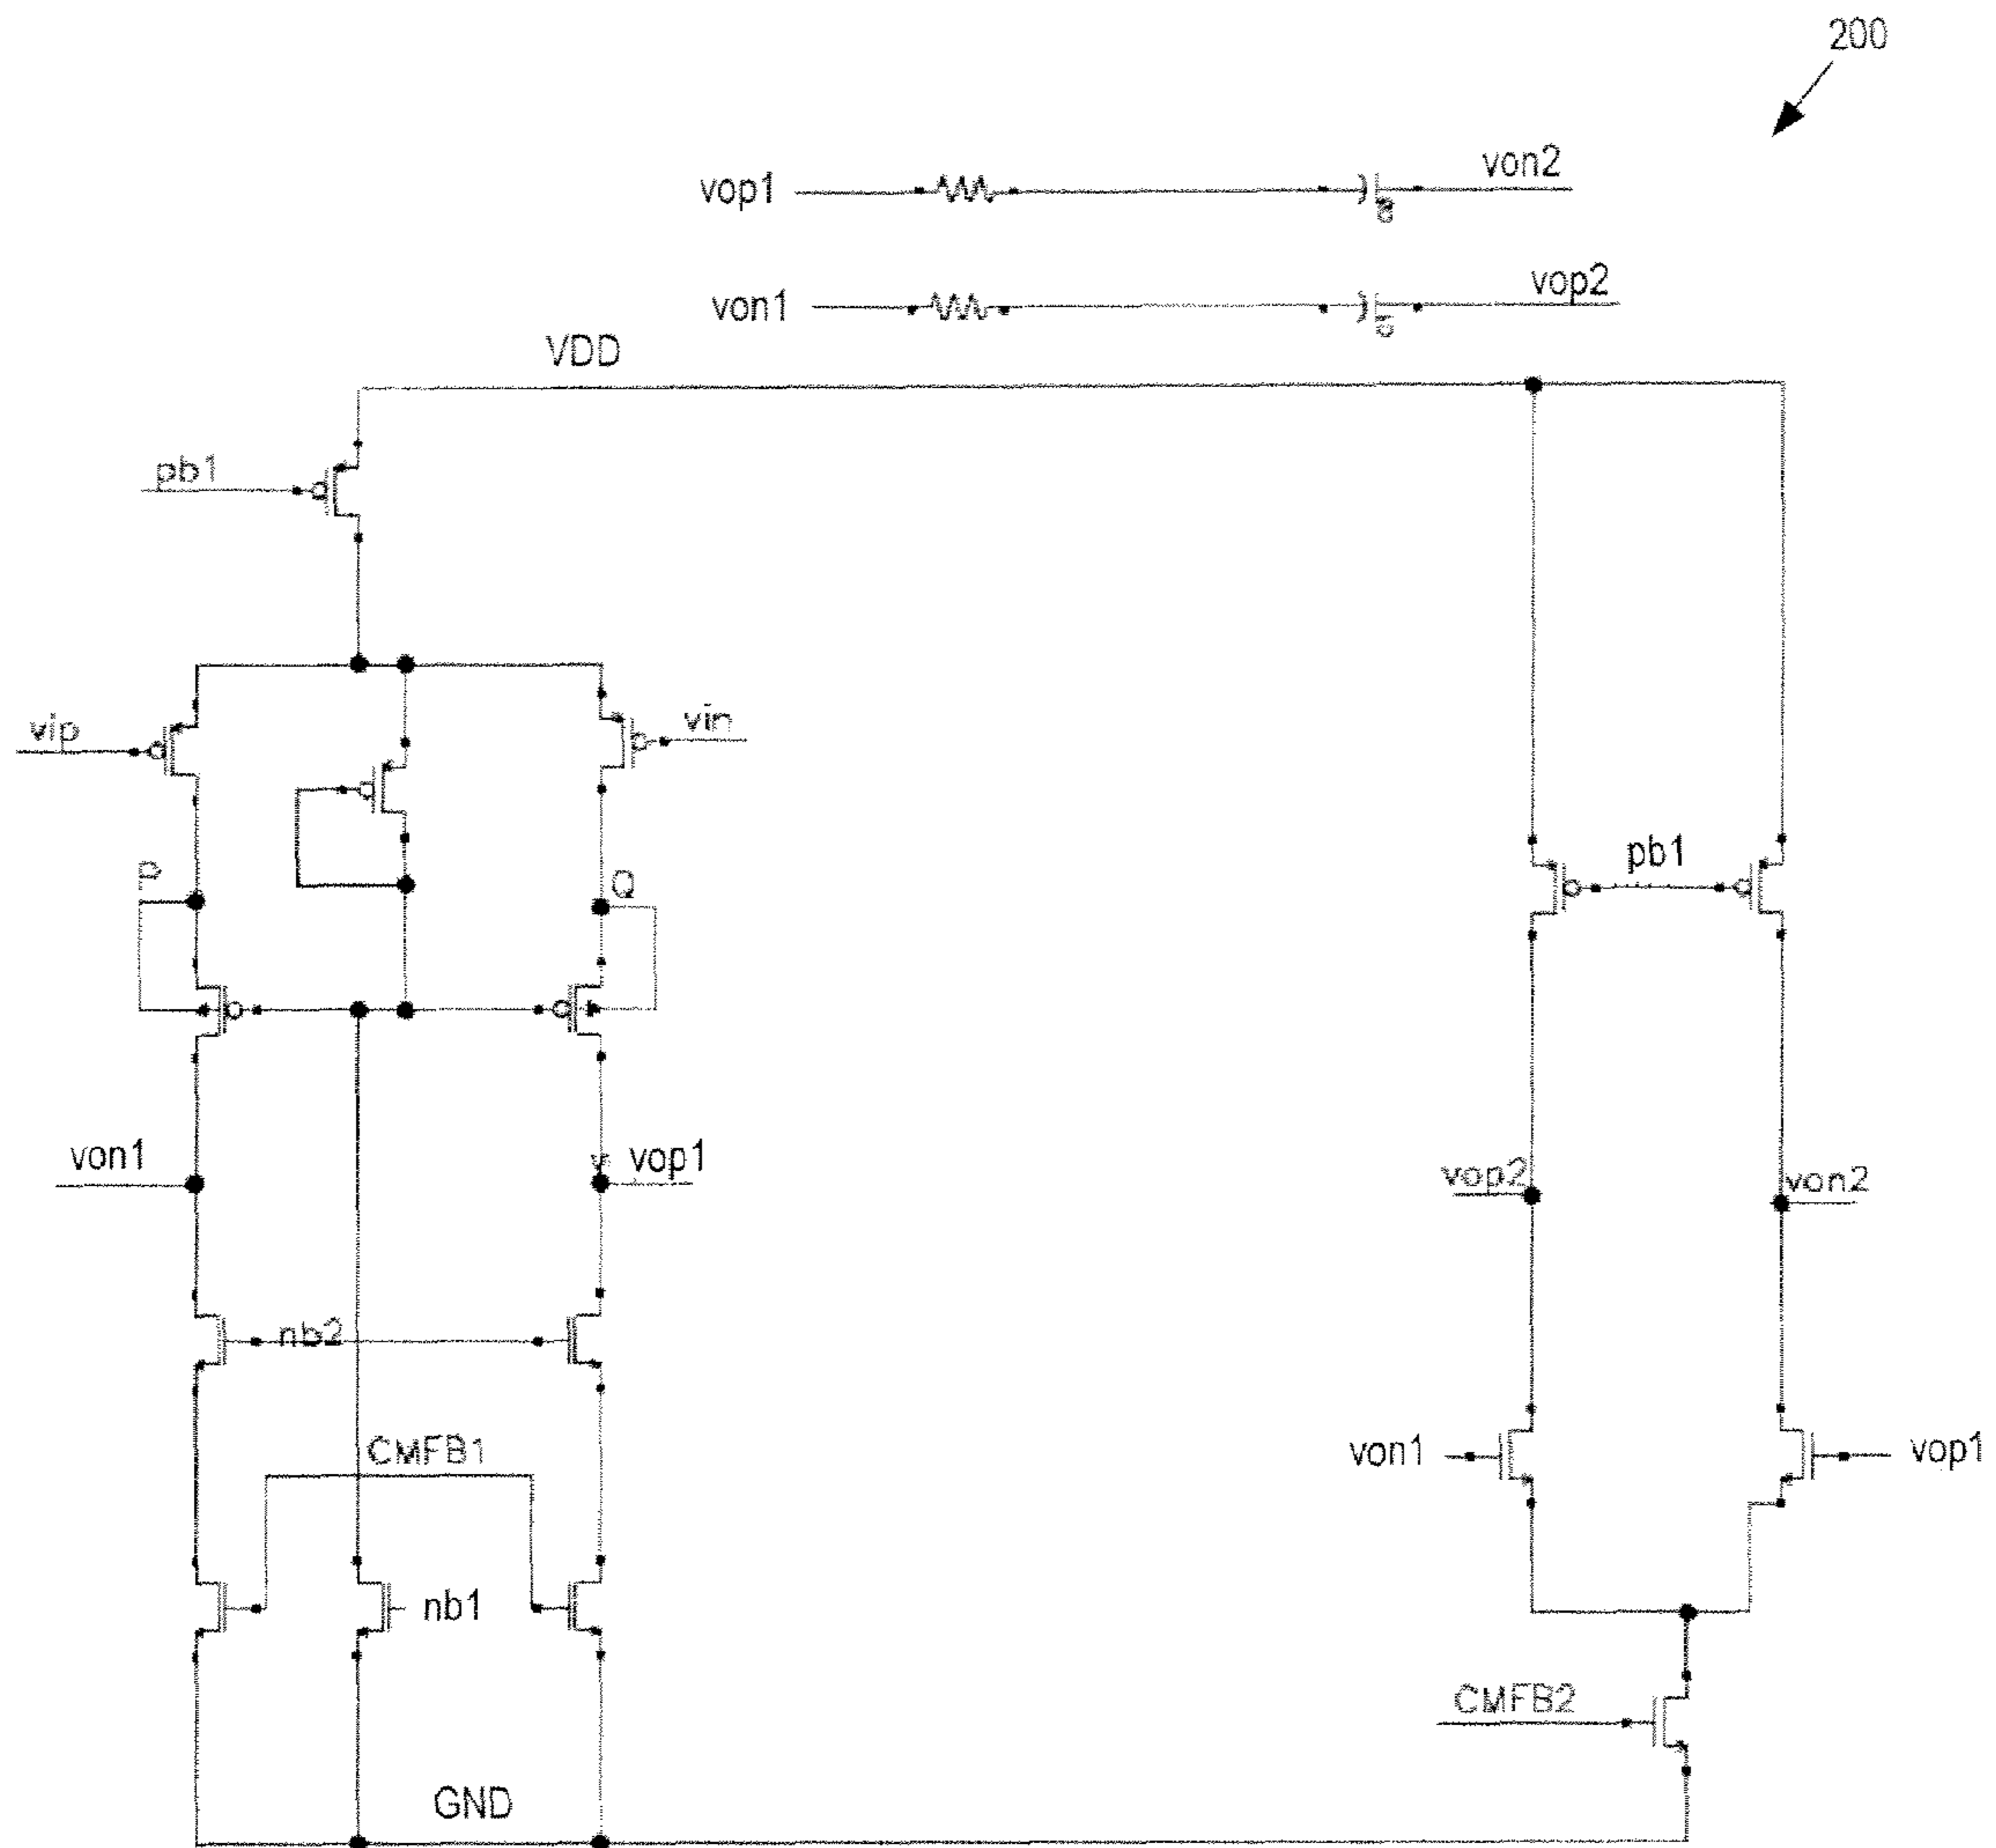 200
vop1
von2
von1
vop2
VDD
pb1
vip
vin
P
Q
pb1
von1
vop1
vop2
von2
nb2
CMFB1
von1
vop1
nb1
CMFB2
GND